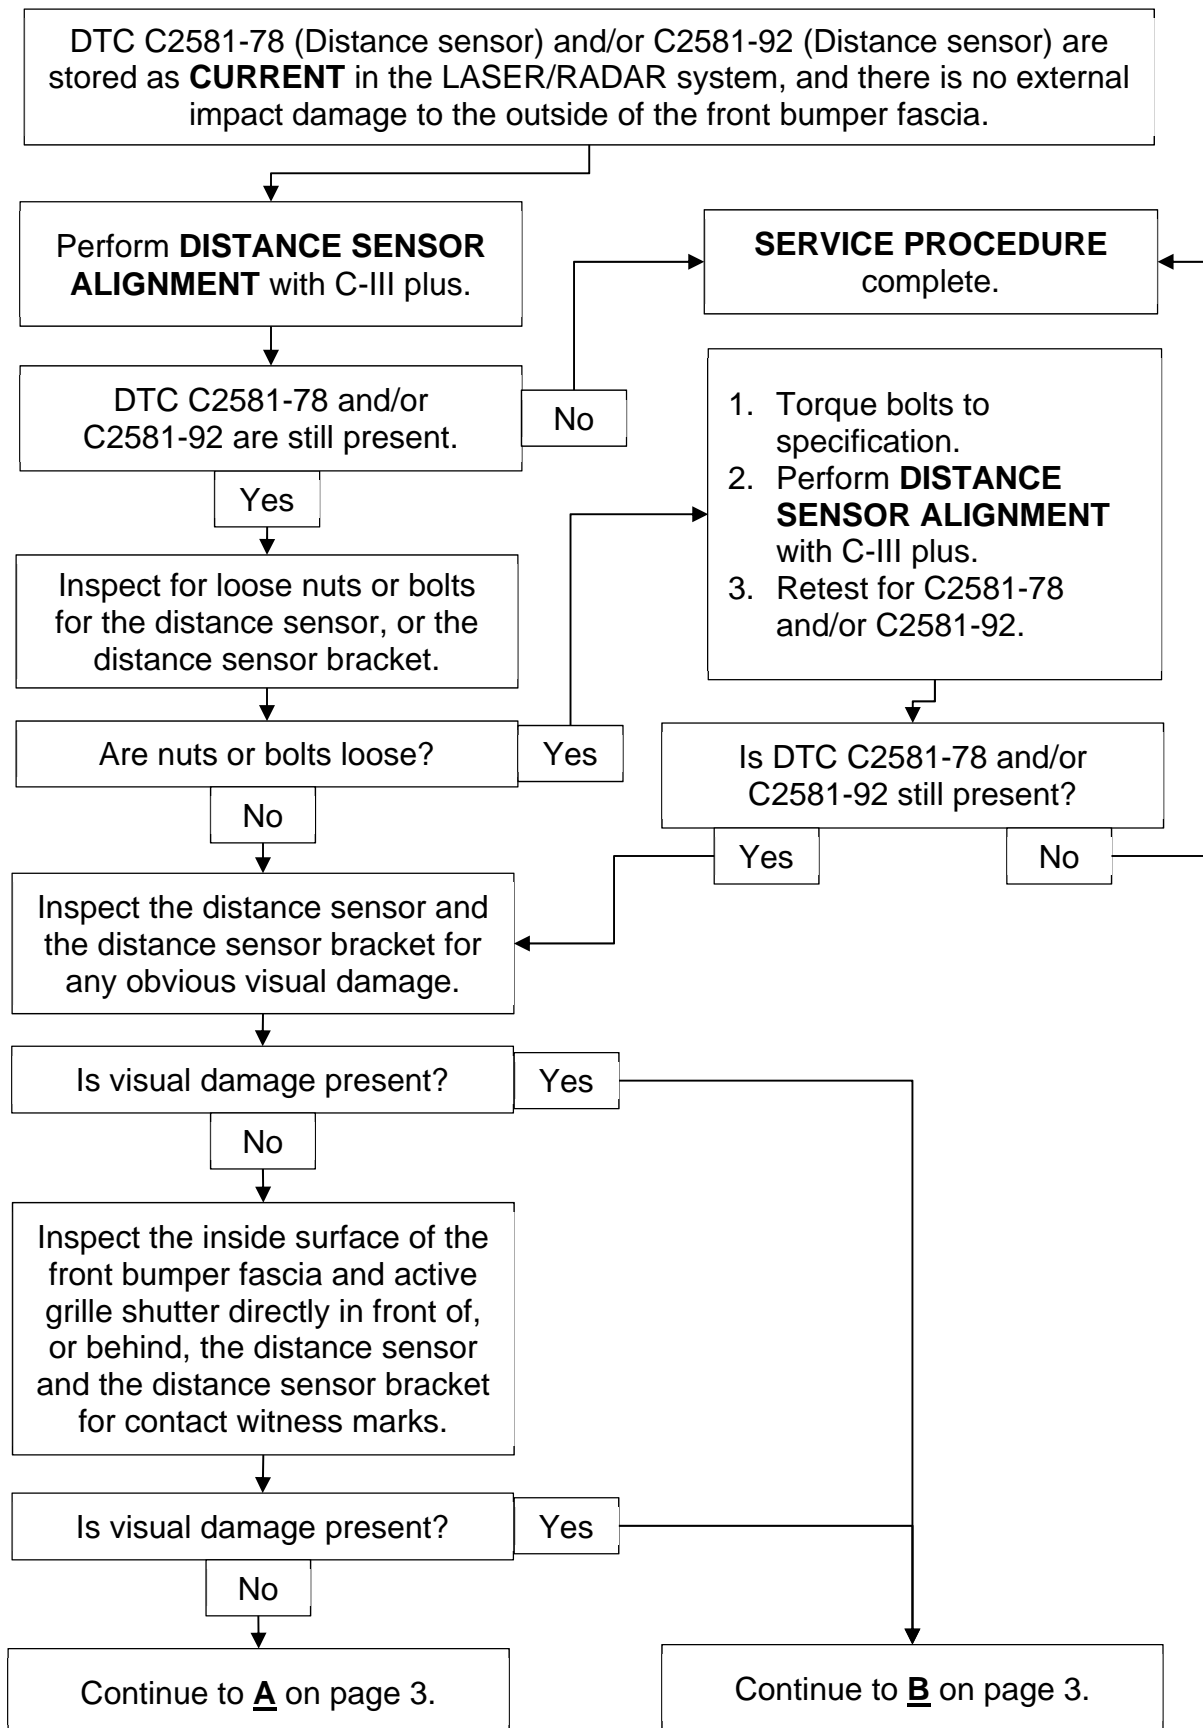 DTC C2581-78 (Distance sensor) and/or C2581-92 (Distance sensor) are
stored as CURRENT in the LASER/RADAR system, and there is no external
impact damage to the outside of the front bumper fascia.
Perform DISTANCE SENSOR
ALIGNMENT with C-III plus.
SERVICE PROCEDURE
complete.
DTC C2581-78 and/or
C2581-92 are still present.
No
Yes
1. Torque bolts to
specification.
2. Perform DISTANCE
SENSOR ALIGNMENT
with C-III plus.
3. Retest for C2581-78
and/or C2581-92.
Inspect for loose nuts or bolts
for the distance sensor, or the
distance sensor bracket.
Are nuts or bolts loose?
Yes
No
Is DTC C2581-78 and/or
C2581-92 still present?
Yes
No
Inspect the distance sensor and
the distance sensor bracket for
any obvious visual damage.
Is visual damage present?
Yes
No
Inspect the inside surface of the
front bumper fascia and active
grille shutter directly in front of,
or behind, the distance sensor
and the distance sensor bracket
for contact witness marks.
Is visual damage present?
Yes
No
Continue to A on page 3.
Continue to B on page 3.